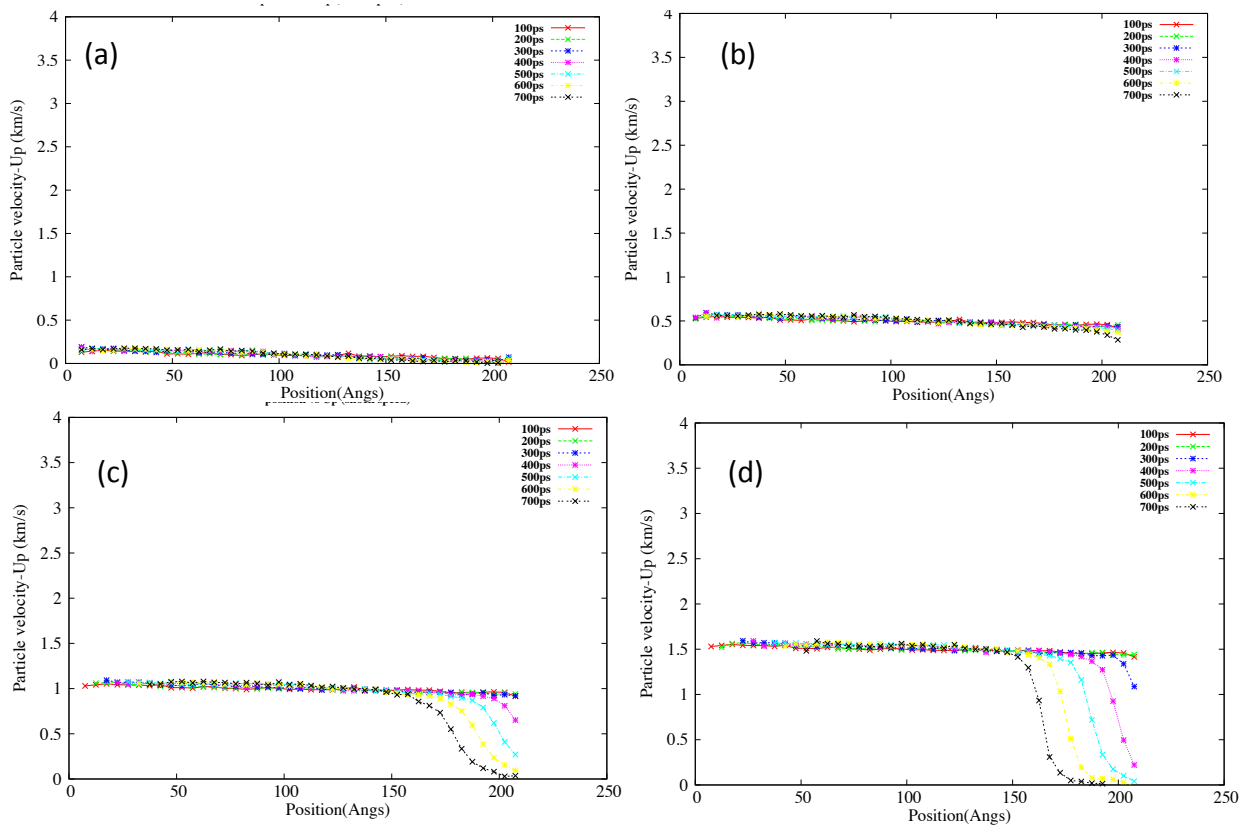 (a)
100ps
200ps
300ps
400ps
500ps
600ps
700ps
4
3.5
3
2.5
2
1.5
1
0.5
0
Particle velocity-Up (km/s)
0 50 100 150 200 250
Position(Angs)
(b)
100ps
200ps
300ps
400ps
500ps
600ps
700ps
4
3.5
3
2.5
2
1.5
1
0.5
0
Particle velocity-Up (km/s)
0 50 100 150 200 250
Position(Angs)
(c)
100ps
200ps
300ps
400ps
500ps
600ps
700ps
4
3.5
3
2.5
2
1.5
1
0.5
0
Particle velocity-Up (km/s)
0 50 100 150 200 250
Position(Angs)
(d)
100ps
200ps
300ps
400ps
500ps
600ps
700ps
4
3.5
3
2.5
2
1.5
1
0.5
0
Particle velocity-Up (km/s)
0 50 100 150 200 250
Position(Angs)